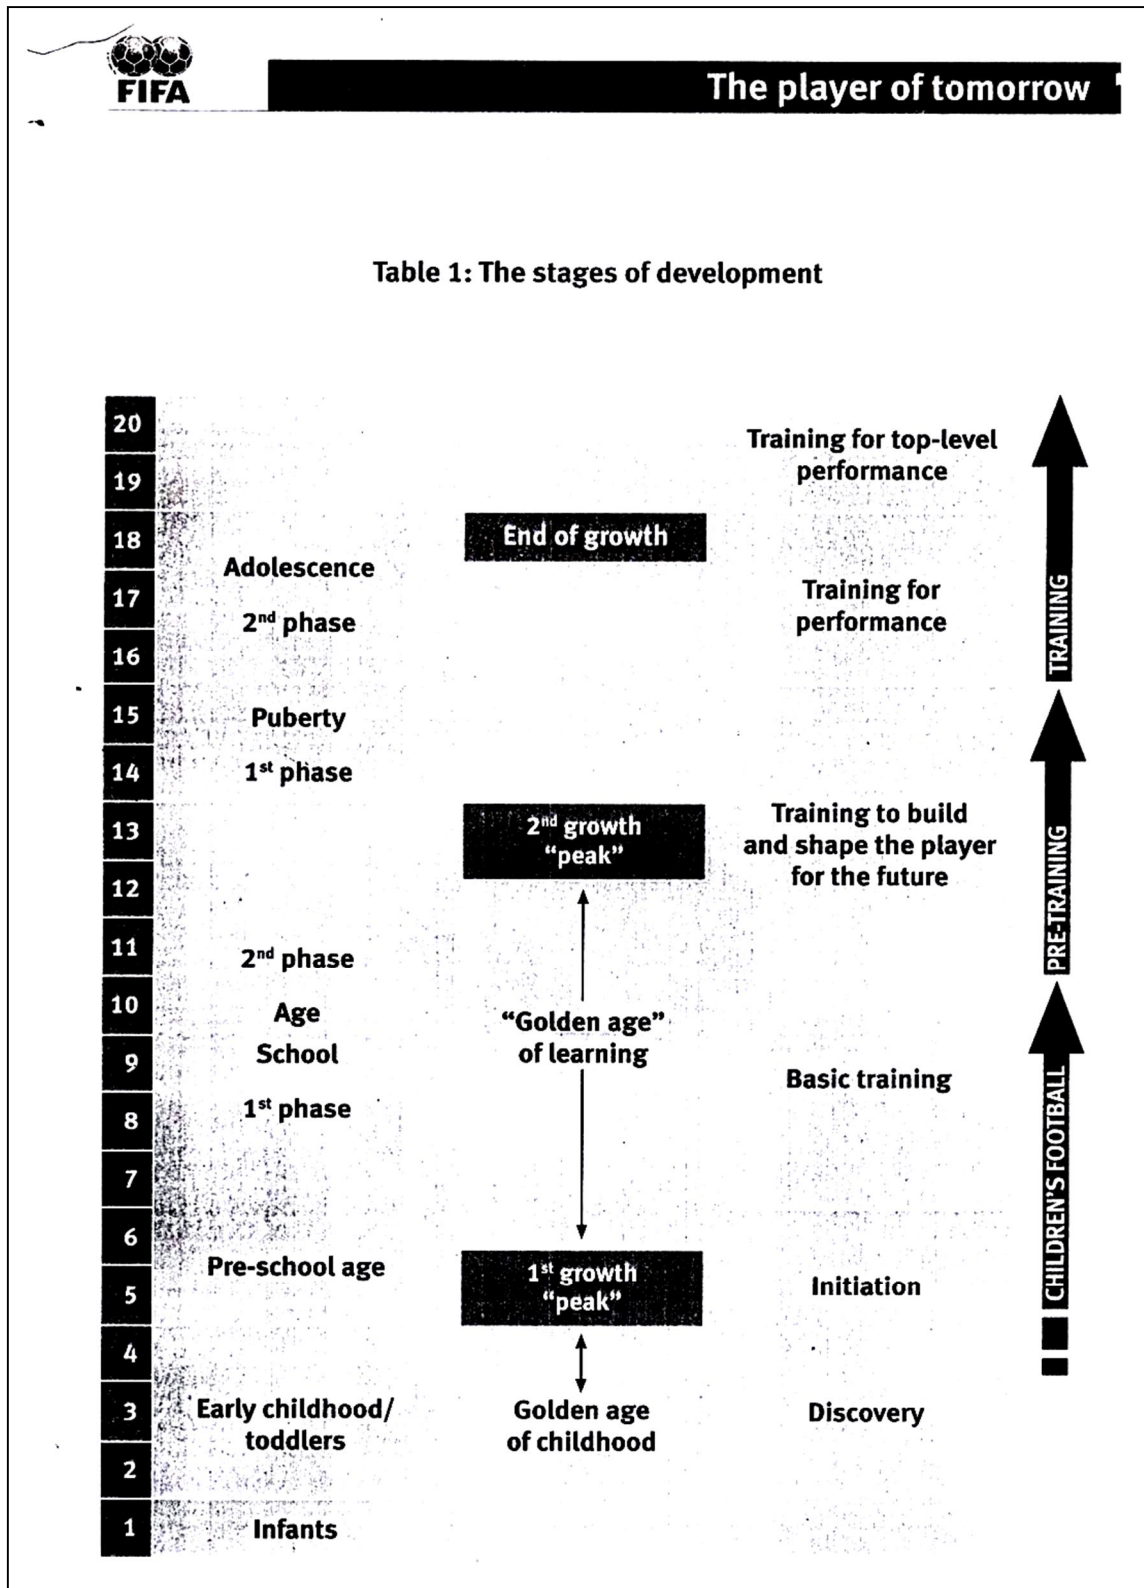 FIFA
The player of tomorrow
Table 1: The stages of development
20
Training for top-level
performance
19
18
End of growth
Adolescence
17
Training for
performance
2nd phase
16
TRAINING
15
Puberty
14
1st phase
13
2nd growth
"peak"
Training to build
and shape the player
for the future
12
PRE-TRAINING
11
2nd phase
10
Age
"Golden age"
of learning
9
School
Basic training
8
1st phase
7
6
Pre-school age
1st growth
"peak"
5
Initiation
CHILDREN'S FOOTBALL
4
3
Early childhood/
toddlers
Golden age
of childhood
Discovery
2
1
Infants